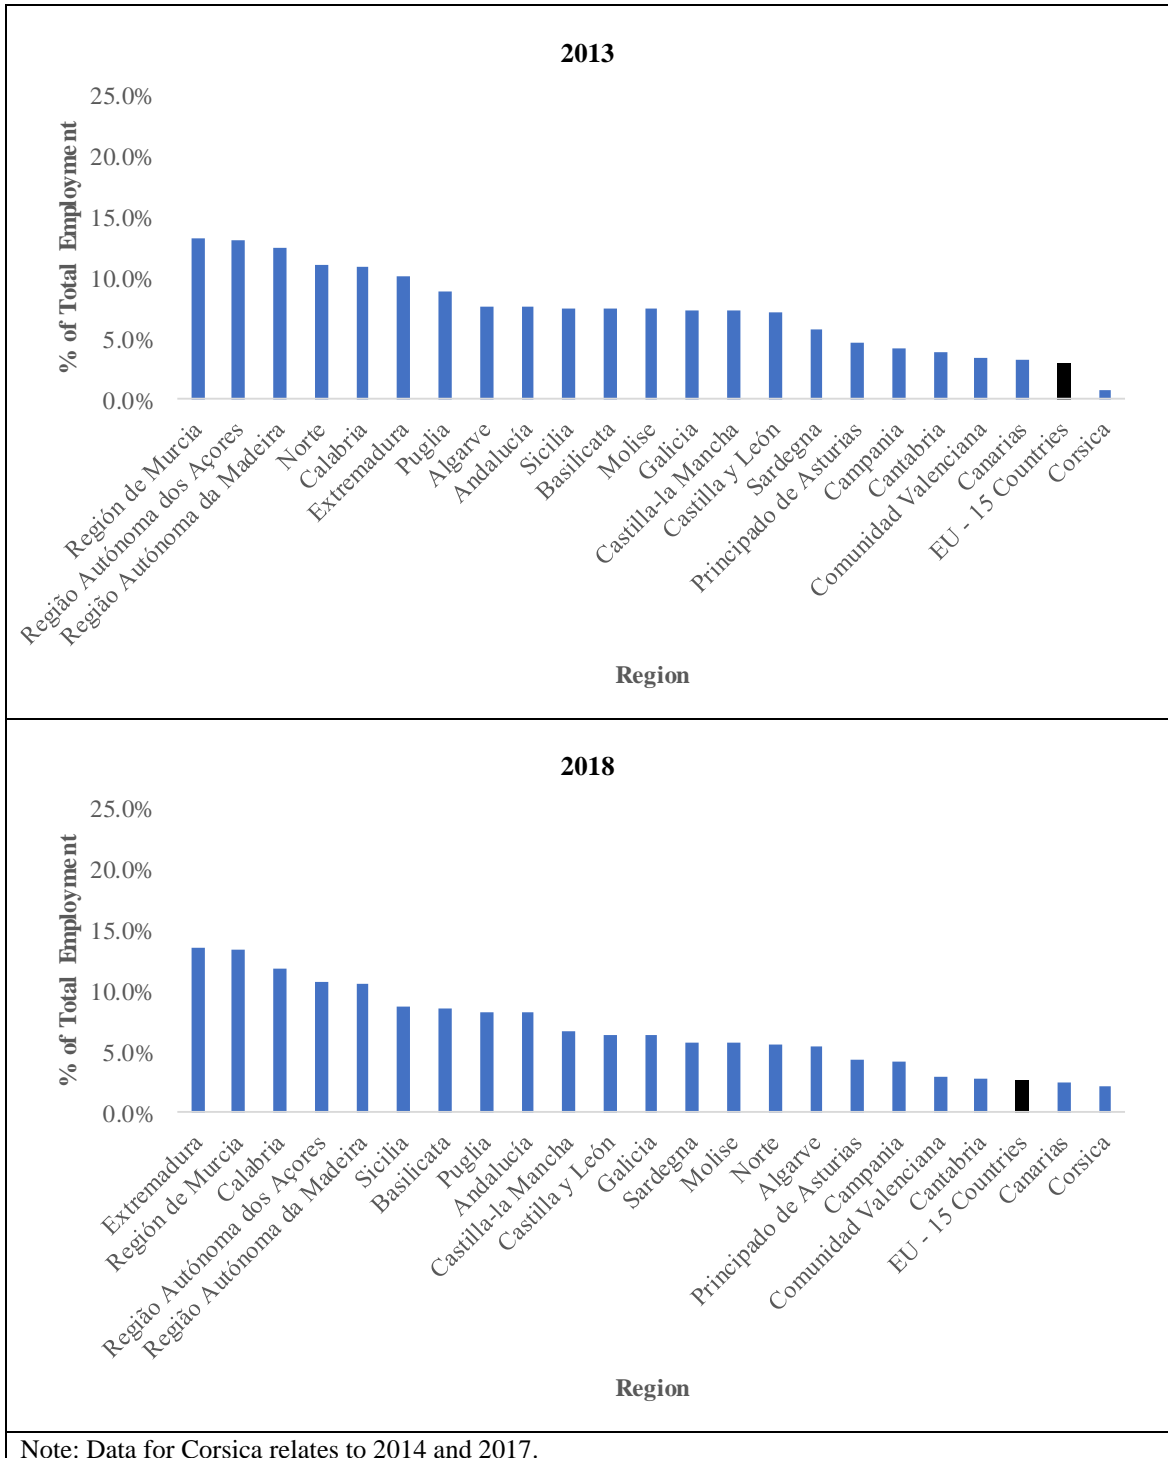 2013
25.0%
20.0%
15.0%
10.0%
5.0%
0.0%
% of Total Employment
Región de Murcia
Região Autónoma dos Açores
Região Autónoma da Madeira
Norte
Calabria
Extremadura
Puglia
Algarve
Andalucía
Sicilia
Basilicata
Molise
Galicia
Castilla-la Mancha
Castilla y León
Sardegna
Principado de Asturias
Campania
Cantabria
Comunidad Valenciana
Canarias
EU - 15 Countries
Corsica
Region
2018
25.0%
20.0%
15.0%
10.0%
5.0%
0.0%
% of Total Employment
Extremadura
Región de Murcia
Calabria
Região Autónoma dos Açores
Região Autónoma da Madeira
Sicilia
Basilicata
Puglia
Andalucía
Castilla-la Mancha
Castilla y León
Galicia
Sardegna
Molise
Norte
Algarve
Principado de Asturias
Campania
Comunidad Valenciana
Cantabria
EU - 15 Countries
Canarias
Corsica
Region
Note: Data for Corsica relates to 2014 and 2017.